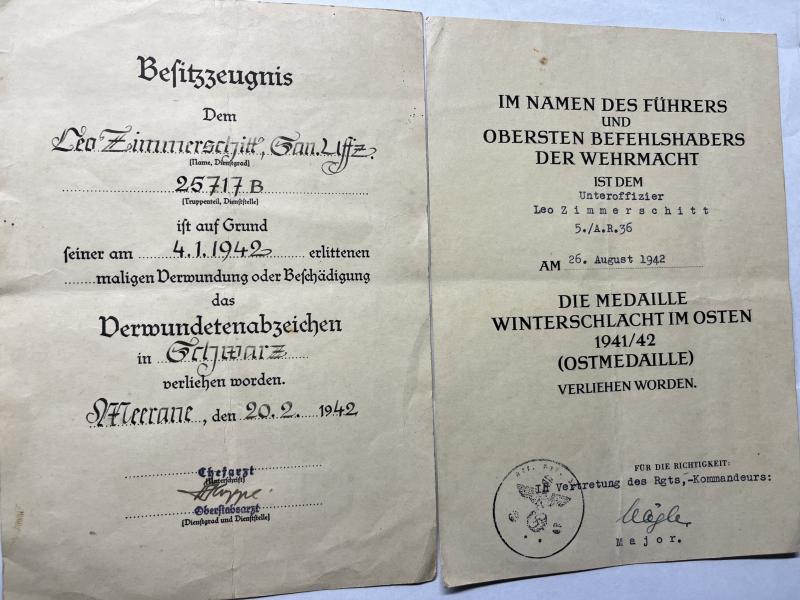 Besitzzeugnis
Dem
Leo Zimmerschitt, San. Uffz.
(Name, Dienstgrad)
25717 B
(Truppenteil, Dienststelle)
ist auf Grund
seiner am 4.1.1942 erlittenen
maligen Verwundung oder Beschädigung
das
Verwundetenabzeichen
in Schwarz
verliehen worden.
Meerane, den 20.2. 1942
Chefarzt
(Unterschrift)
Oberstabsarzt
(Dienstgrad und Dienststelle)
IM NAMEN DES FÜHRERS
UND
OBERSTEN BEFEHLSHABERS
DER WEHRMACHT
IST DEM
Unteroffizier
Leo Zimmerschitt
5./A.R.36
AM 26. August 1942
DIE MEDAILLE
WINTERSCHLACHT IM OSTEN
1941/42
(OSTMEDAILLE)
VERLIEHEN WORDEN.
FÜR DIE RICHTIGKEIT:
In Vertretung des Rgts,-Kommandeurs:
Major.